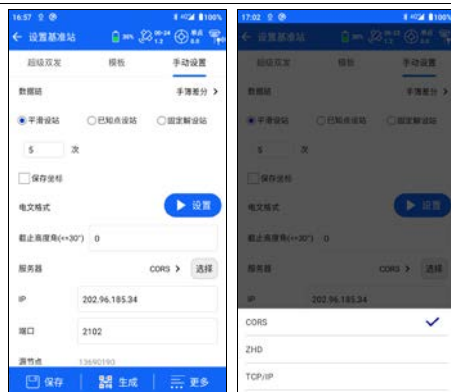 16:57
100%
设置基准站
30%
单点
超级双发 模板 手动设置
数据链 手簿差分 >
平滑设站 已知点设站 固定解设站
5 次
保存坐标
电文格式 设置
截止高度角(<=30°) 0
服务器 CORS > 选择
IP 202.96.185.34
端口 2102
源节点 13690190
保存 生成 更多
17:02
100%
设置基准站
单点
超级双发 模板 手动设置
数据链 手簿差分 >
平滑设站 已知点设站 固定解设站
5 次
保存坐标
电文格式 设置
截止高度角(<=30°) 0
服务器 CORS > 选择
IP 202.96.185.34
CORS
ZHD
TCP/IP